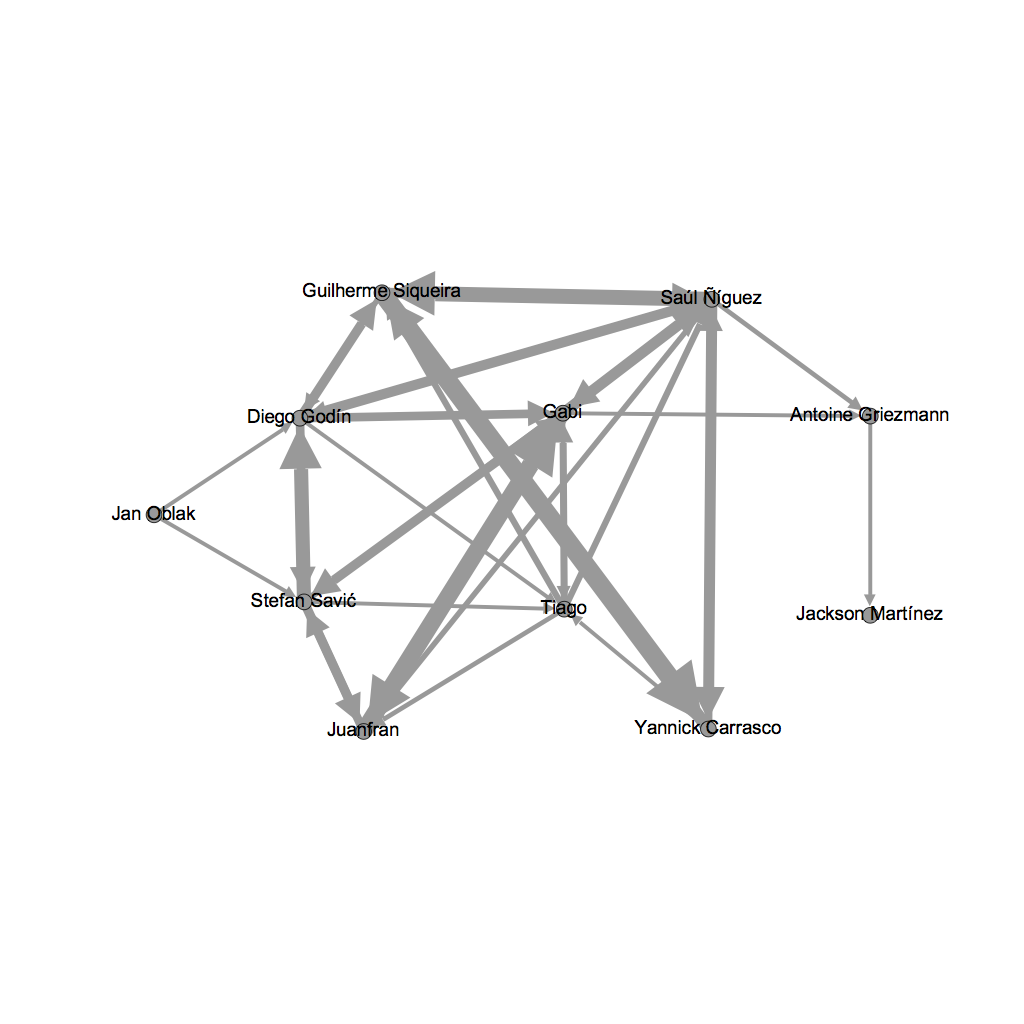 Guilherme Siqueira
Saúl Ñíguez
Diego Godín
Gabi
Antoine Griezmann
Jan Oblak
Stefan Savić
Tiago
Jackson Martínez
Juanfran
Yannick Carrasco